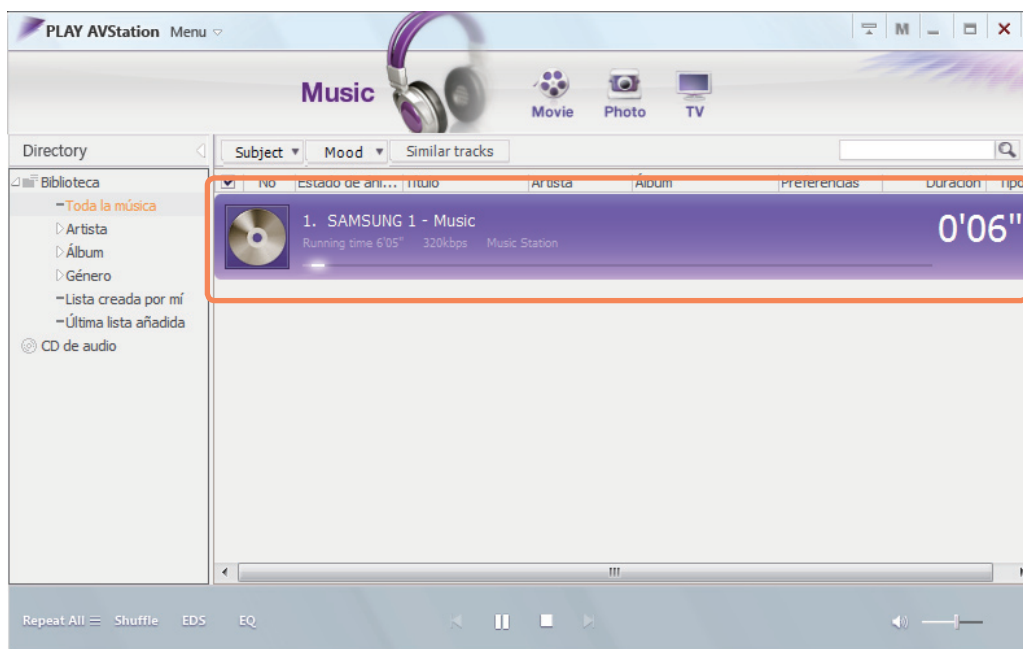 PLAY AVStation Menu
M
Music
Movie Photo TV
Directory
Subject Mood Similar tracks
Biblioteca
Toda la música
Artista
Álbum
Género
Lista creada por mí
Última lista añadida
CD de audio
No Estado de áni... Título Artista Álbum Preferencias Duración Tipo
1. SAMSUNG 1 - Music
0'06"
Running time 6'05" 320kbps Music Station
Repeat All Shuffle EDS EQ